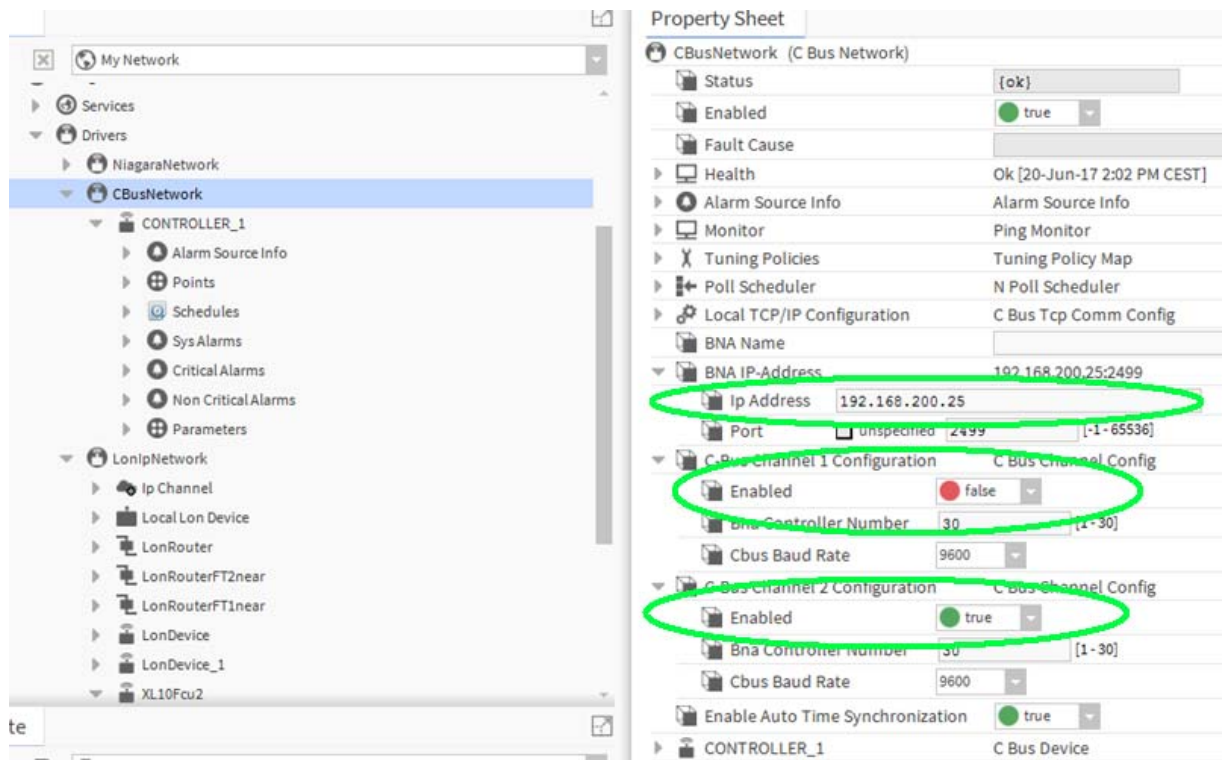 My Network
Services
Drivers
NiagaraNetwork
CBusNetwork
CONTROLLER_1
Alarm Source Info
Points
Schedules
Sys Alarms
Critical Alarms
Non Critical Alarms
Parameters
LonIpNetwork
Ip Channel
Local Lon Device
LonRouter
LonRouterFT2near
LonRouterFT1near
LonDevice
LonDevice_1
XL10Fcu2
te
Property Sheet
CBusNetwork (C Bus Network)
Status {ok}
Enabled true
Fault Cause
Health Ok [20-Jun-17 2:02 PM CEST]
Alarm Source Info Alarm Source Info
Monitor Ping Monitor
Tuning Policies Tuning Policy Map
Poll Scheduler N Poll Scheduler
Local TCP/IP Configuration C Bus Tcp Comm Config
BNA Name
BNA IP-Address 192.168.200.25:2499
Ip Address 192.168.200.25
Port unspecified 2499 [-1 - 65536]
C-Bus Channel 1 Configuration C Bus Channel Config
Enabled false
Bna Controller Number 30 [1 - 30]
Cbus Baud Rate 9600
C-Bus Channel 2 Configuration C Bus Channel Config
Enabled true
Bna Controller Number 30 [1 - 30]
Cbus Baud Rate 9600
Enable Auto Time Synchronization true
CONTROLLER_1 C Bus Device